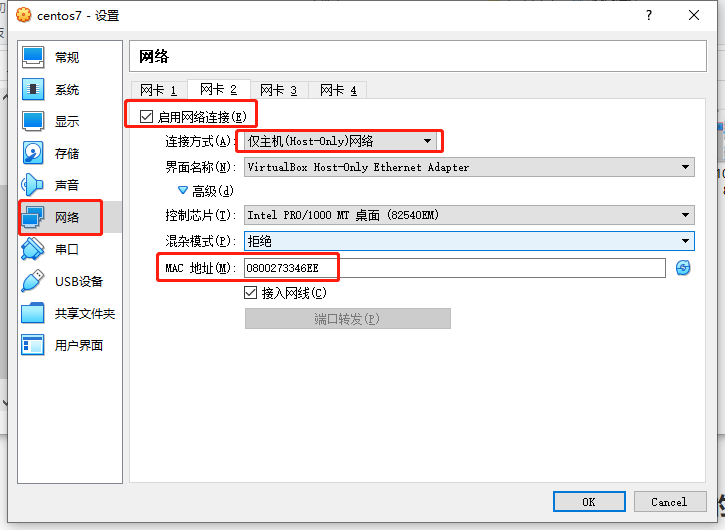 centos7 - 设置
常规
系统
显示
存储
声音
网络
串口
USB设备
共享文件夹
用户界面
网络
网卡 1 网卡 2 网卡 3 网卡 4
启用网络连接(E)
连接方式(A): 仅主机(Host-Only)网络
界面名称(N): VirtualBox Host-Only Ethernet Adapter
高级(d)
控制芯片(T): Intel PRO/1000 MT 桌面 (82540EM)
混杂模式(P): 拒绝
MAC 地址(M): 0800273346EE
接入网线(C)
端口转发(P)
OK Cancel